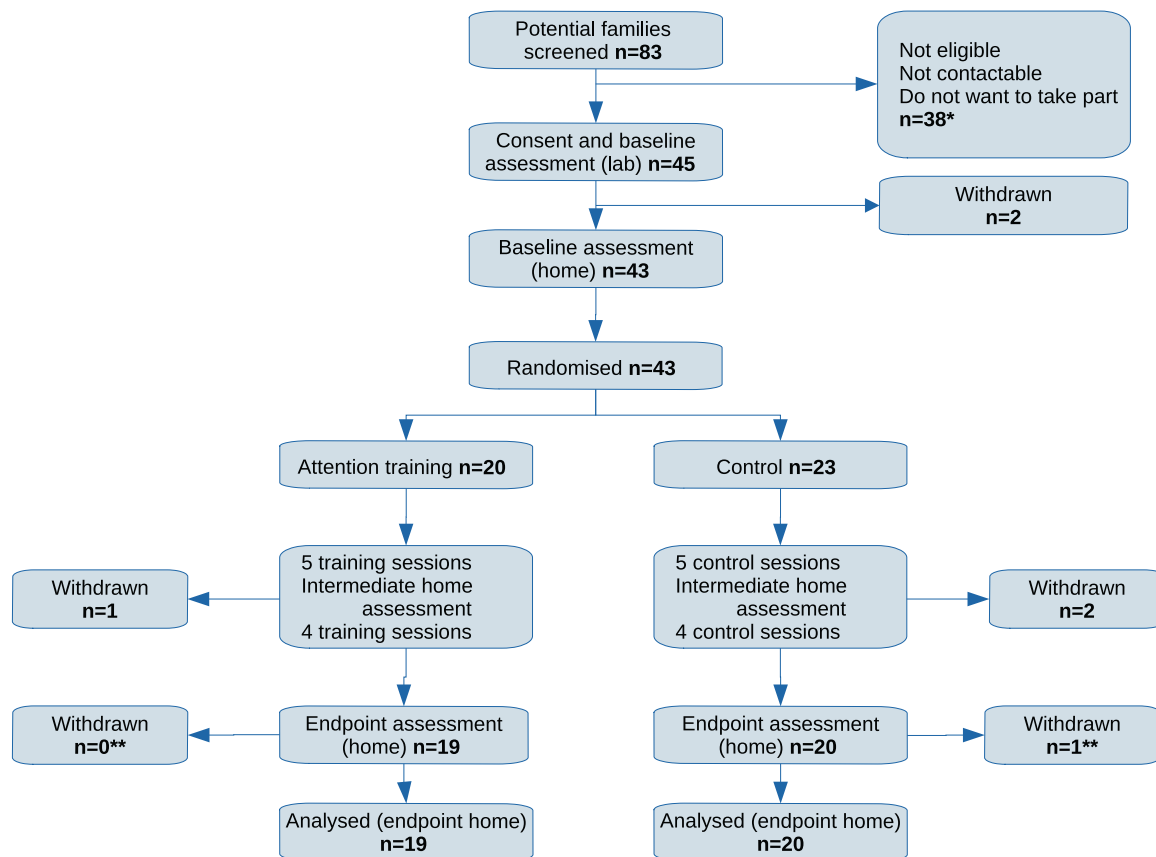 Potential families
screened n=83
Not eligible
Not contactable
Do not want to take part
n=38*
Consent and baseline
assessment (lab) n=45
Withdrawn
n=2
Baseline assessment
(home) n=43
Randomised n=43
Attention training n=20
Control n=23
5 training sessions
Intermediate home
assessment
4 training sessions
Withdrawn
n=1
5 control sessions
Intermediate home
assessment
4 control sessions
Withdrawn
n=2
Withdrawn
n=0**
Endpoint assessment
(home) n=19
Endpoint assessment
(home) n=20
Withdrawn
n=1**
Analysed (endpoint home)
n=19
Analysed (endpoint home)
n=20